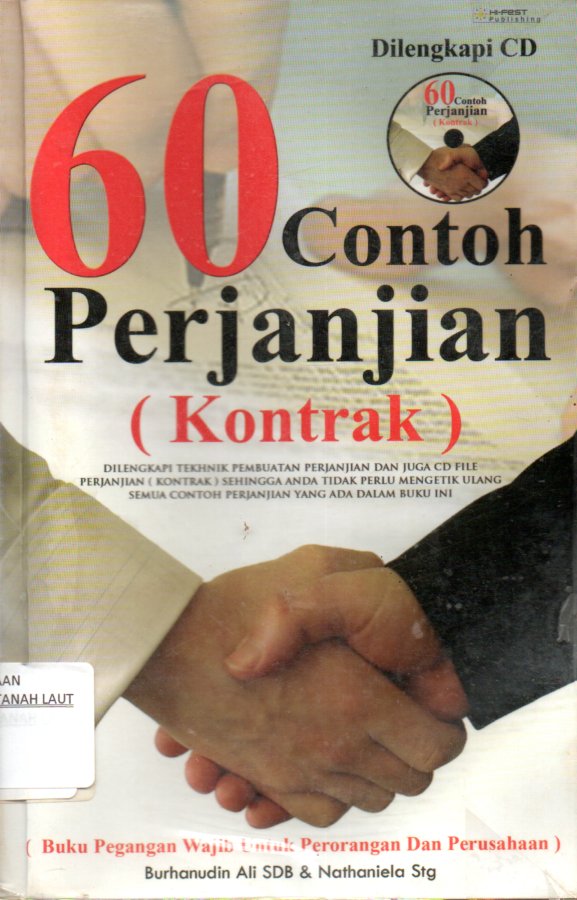 HI-FEST
Publishing
Dilengkapi CD
60 Contoh
Perjanjian
( Kontrak )
60 Contoh
Perjanjian
( Kontrak )
DILENGKAPI TEKHNIK PEMBUATAN PERJANJIAN DAN JUGA CD FILE
PERJANJIAN ( KONTRAK ) SEHINGGA ANDA TIDAK PERLU MENGETIK ULANG
SEMUA CONTOH PERJANJIAN YANG ADA DALAM BUKU INI
AAN
TANAH LAUT
( Buku Pegangan Wajib Untuk Perorangan Dan Perusahaan )
Burhanudin Ali SDB & Nathaniela Stg